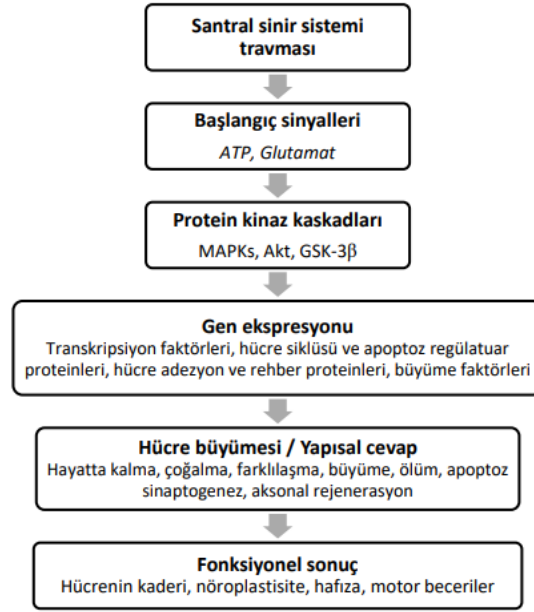 Santral sinir sistemi
travması
Başlangıç sinyalleri
ATP, Glutamat
Protein kinaz kaskadları
MAPKs, Akt, GSK-3β
Gen ekspresyonu
Transkripsiyon faktörleri, hücre siklüsü ve apoptoz regülatuar
proteinleri, hücre adezyon ve rehber proteinleri, büyüme faktörleri
Hücre büyümesi / Yapısal cevap
Hayatta kalma, çoğalma, farklılaşma, büyüme, ölüm, apoptoz
sinaptogenez, aksonal rejenerasyon
Fonksiyonel sonuç
Hücrenin kaderi, nöroplastisite, hafıza, motor beceriler